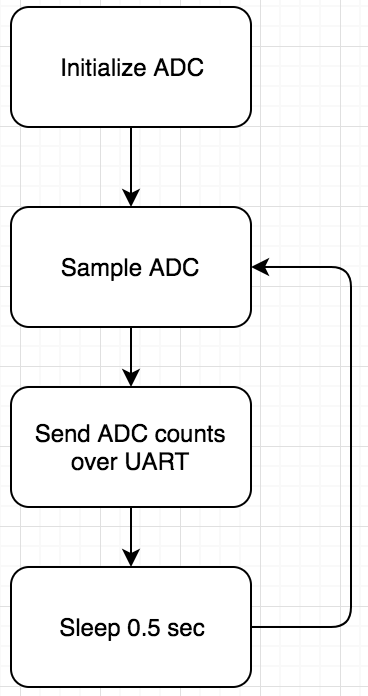 Initialize ADC
Sample ADC
Send ADC counts
over UART
Sleep 0.5 sec